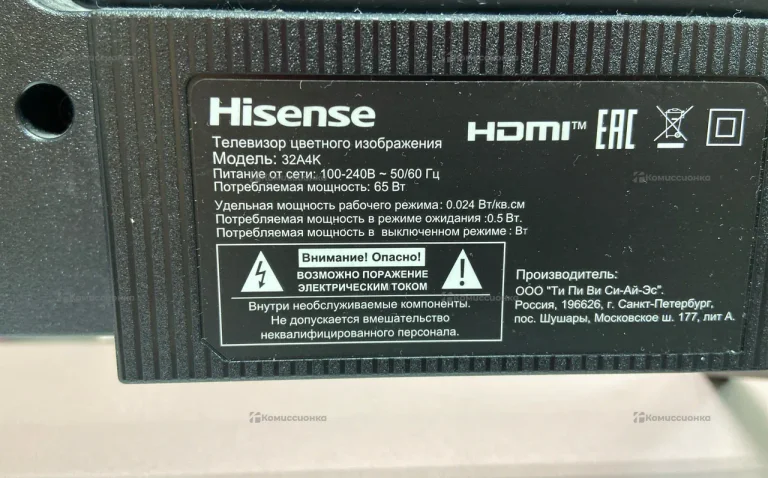 Комиссионка
Комиссионка
Hisense
HDMI™
EAC
Телевизор цветного изображения
Модель: 32A4K
Питание от сети: 100-240В ~ 50/60 Гц
Потребляемая мощность: 65 Вт
Удельная мощность рабочего режима: 0.024 Вт/кв.см
Потребляемая мощность в режиме ожидания :0.5 Вт.
Потребляемая мощность в выключенном режиме : Вт
Внимание! Опасно!
ВОЗМОЖНО ПОРАЖЕНИЕ
ЭЛЕКТРИЧЕСКИМ ТОКОМ
Внутри необслуживаемые компоненты.
Не допускается вмешательство
неквалифицированного персонала.
Производитель:
ООО "Ти Пи Ви Си-Ай-Эс".
Россия, 196626, г. Санкт-Петербург,
пос. Шушары, Московское ш. 177, лит А.
Комиссионка
Комиссионка